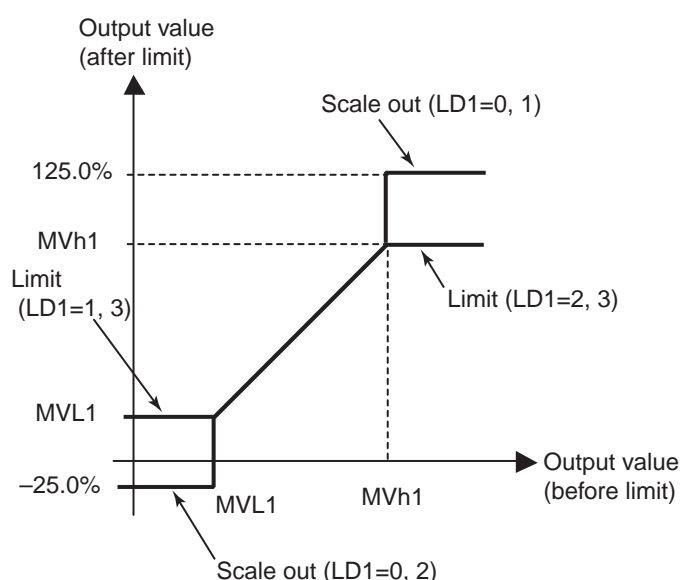 Output value
(after limit)
Scale out (LD1=0, 1)
125.0%
MVh1
Limit
(LD1=1, 3)
Limit (LD1=2, 3)
MVL1
Output value
(before limit)
–25.0%
MVL1
MVh1
Scale out (LD1=0, 2)